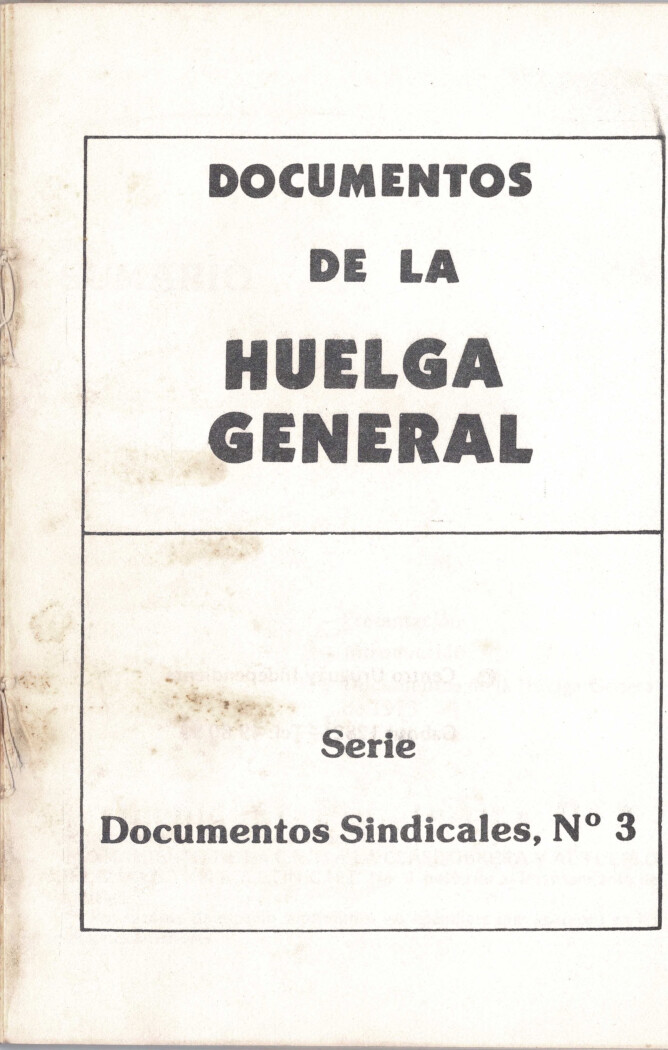 DOCUMENTOS
DE LA
HUELGA
GENERAL
Serie
Documentos Sindicales, Nº 3